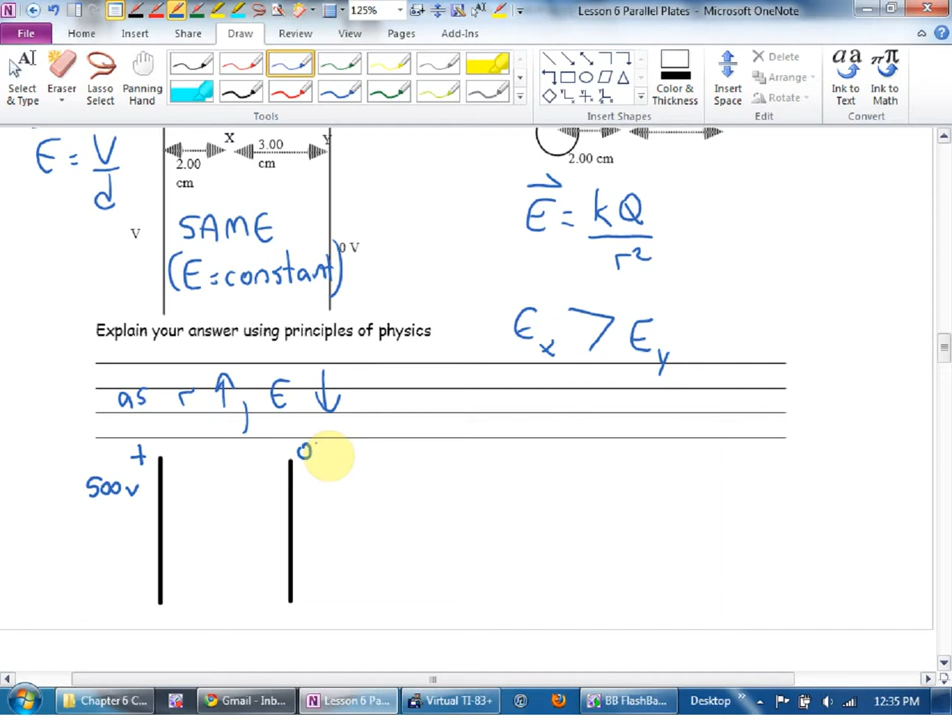 Lesson 6 Parallel Plates - Microsoft OneNote
125%
File Home Insert Share Draw Review View Pages Add-Ins
Select & Type
Eraser
Lasso Select
Panning Hand
Color & Thickness
Insert Space
Delete
Arrange
Rotate
Ink to Text
Ink to Math
Tools
Insert Shapes
Edit
Convert
E = V/d
X
Y
2.00 cm
3.00 cm
2.00 cm
V
SAME
(E = constant)
0 V
E = kQ/r²
Ex > Ey
Explain your answer using principles of physics
as r ↑, E ↓
+
500v
0
Chapter 6 C...
Gmail - Inb...
Lesson 6 Pa...
Virtual TI-83+
BB FlashBa...
Desktop
12:35 PM